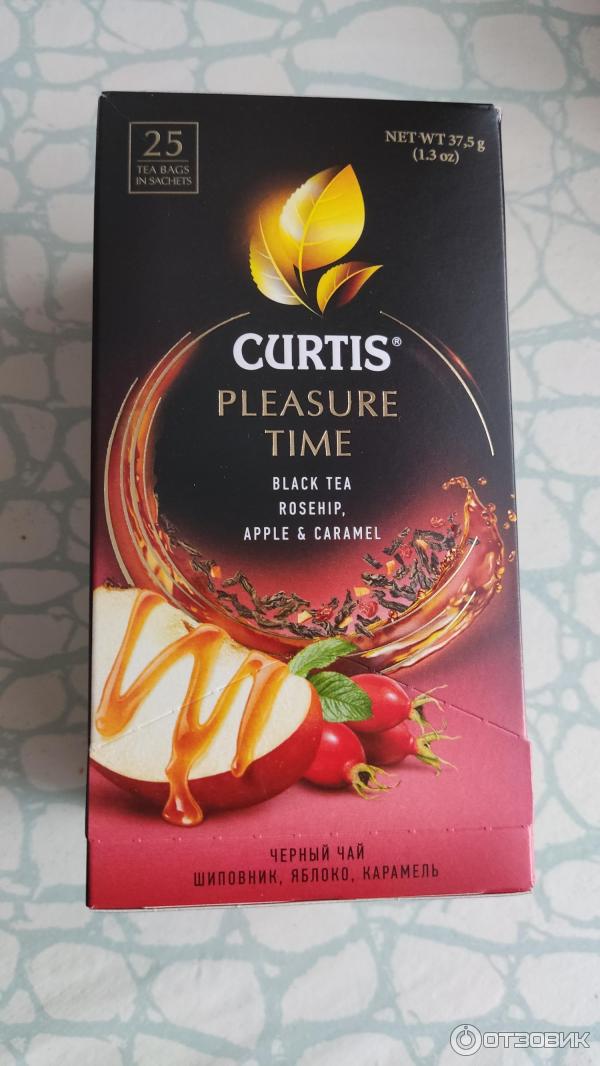 25
TEA BAGS
IN SACHETS
NET WT 37,5 g
(1.3 oz)
CURTIS®
PLEASURE
TIME
BLACK TEA
ROSEHIP,
APPLE & CARAMEL
ЧЕРНЫЙ ЧАЙ
ШИПОВНИК, ЯБЛОКО, КАРАМЕЛЬ
ОТЗОВИК